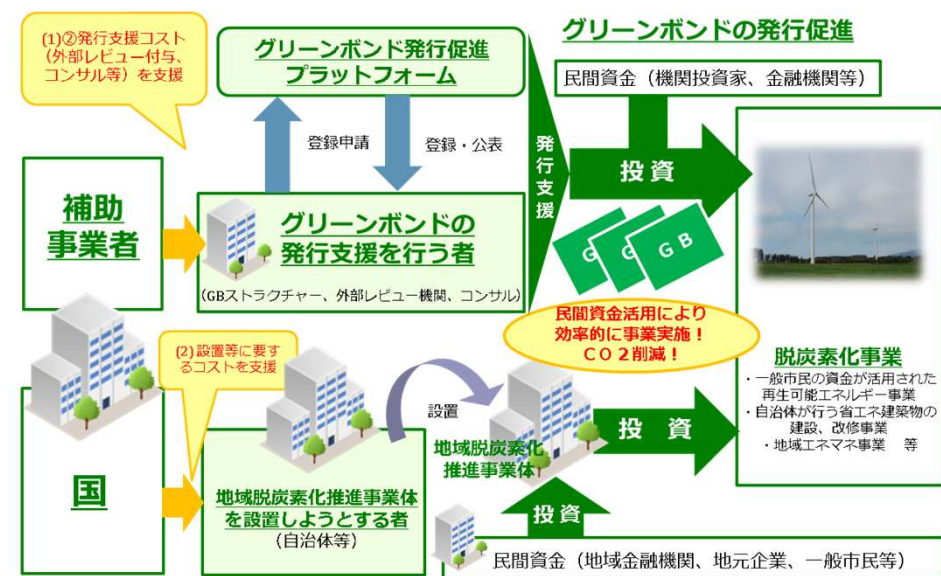 (1)②発行支援コスト
（外部レビュー付与、
コンサル等）を支援
グリーンボンド発行促進
プラットフォーム
グリーンボンドの発行促進
民間資金（機関投資家、金融機関等）
登録申請
登録・公表
発行支援
投 資
補助
事業者
グリーンボンドの
発行支援を行う者
（GBストラクチャー、外部レビュー機関、コンサル）
G
G
G B
民間資金活用により
効率的に事業実施！
ＣＯ２削減！
脱炭素化事業
・一般市民の資金が活用された
再生可能エネルギー事業
・自治体が行う省エネ建築物の
建設、改修事業
・地域エネマネ事業　等
(2) 設置等に要す
るコストを支援
設置
地域脱炭素化
推進事業体
投　資
国
地域脱炭素化推進事業体
を設置しようとする者
（自治体等）
投 資
民間資金（地域金融機関、地元企業、一般市民等）